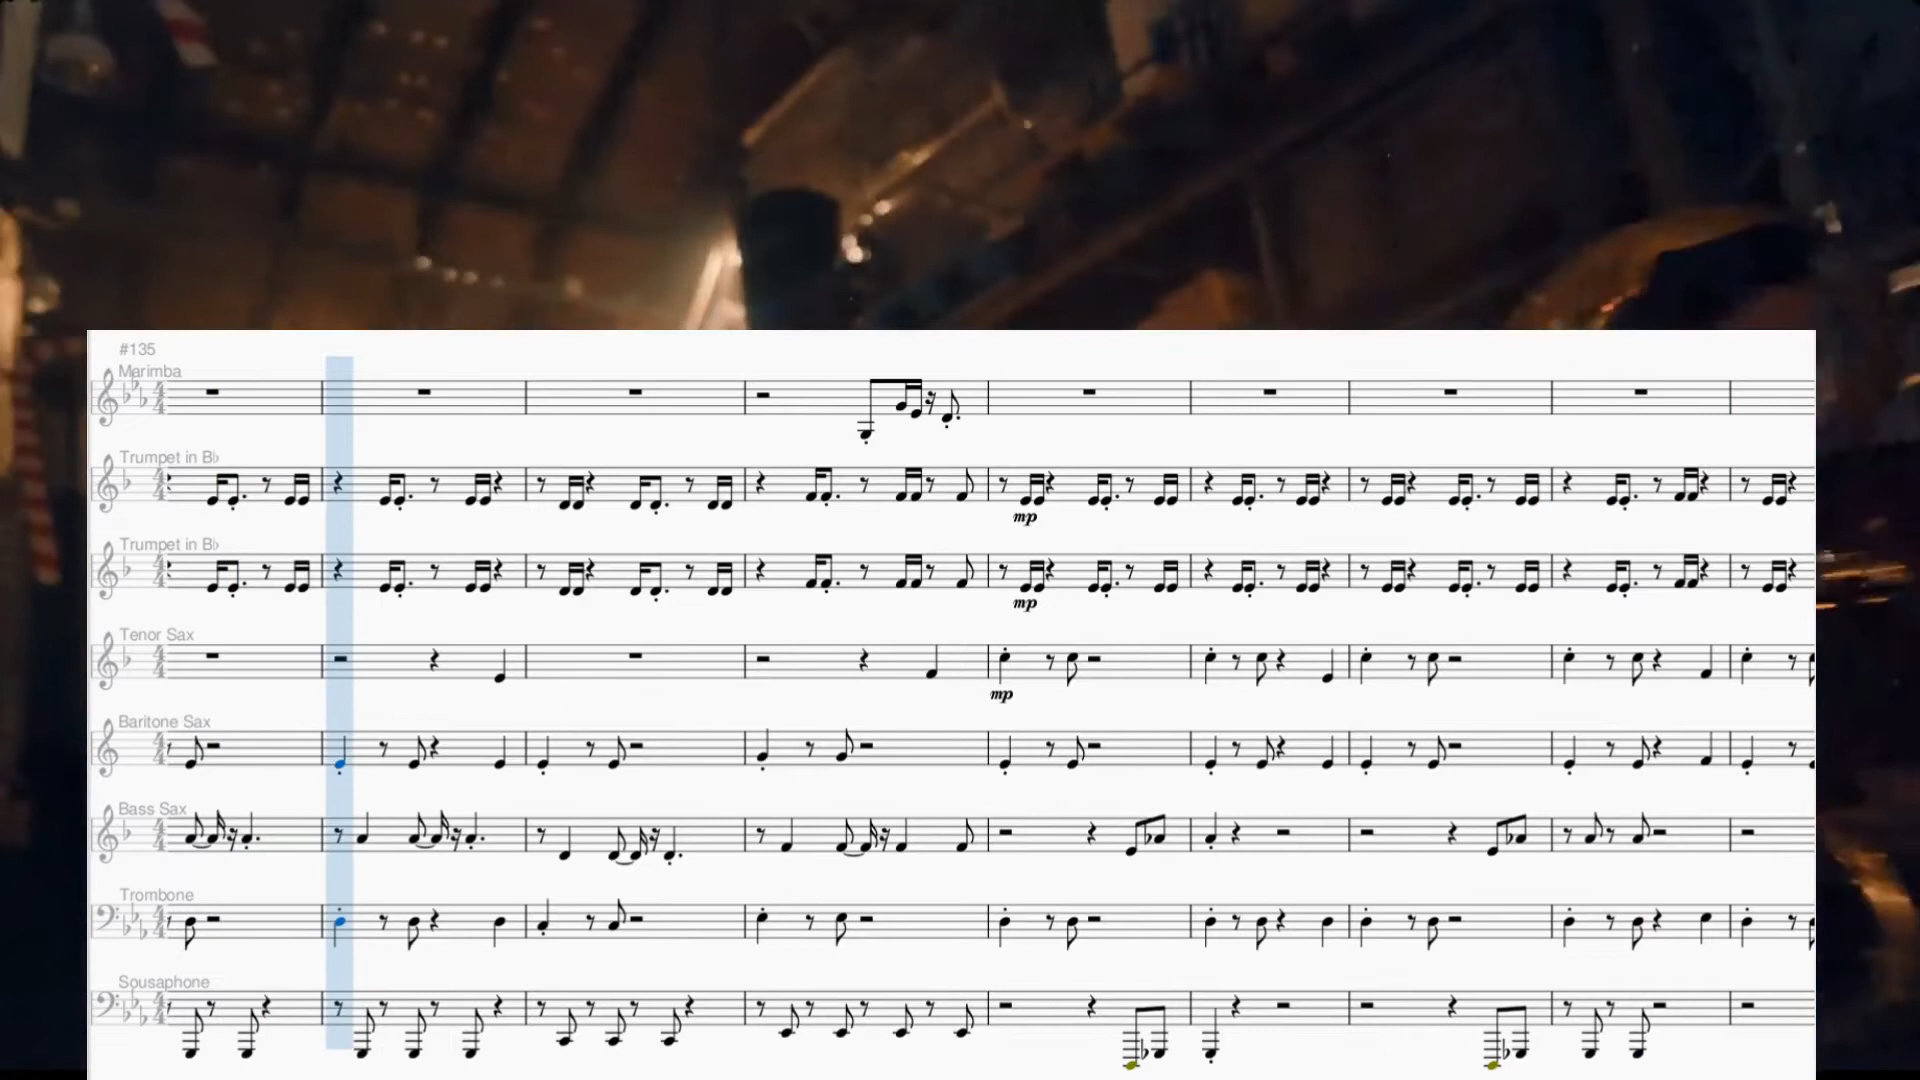 #135
Marimba
Trumpet in B♭
mp
Trumpet in B♭
mp
Tenor Sax
mp
Baritone Sax
Bass Sax
Trombone
Sousaphone